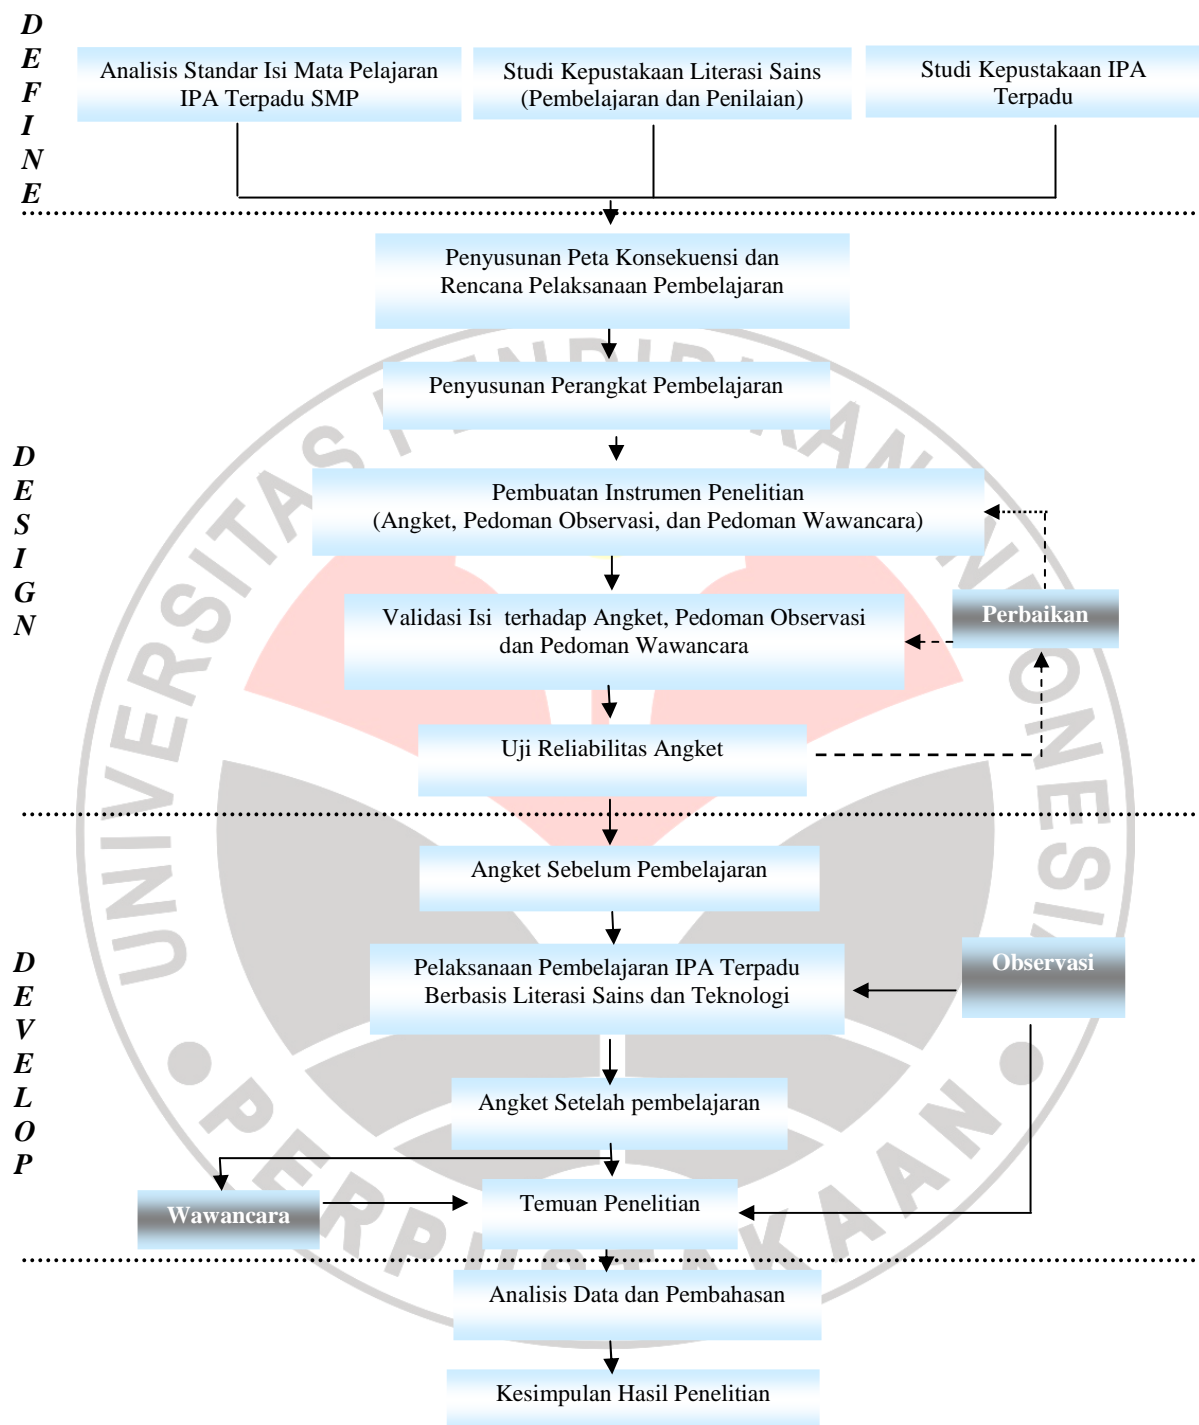 D
E
F
I
N
E
Analisis Standar Isi Mata Pelajaran
IPA Terpadu SMP
Studi Kepustakaan Literasi Sains
(Pembelajaran dan Penilaian)
Studi Kepustakaan IPA
Terpadu
D
E
S
I
G
N
Penyusunan Peta Konsekuensi dan
Rencana Pelaksanaan Pembelajaran
Penyusunan Perangkat Pembelajaran
Pembuatan Instrumen Penelitian
(Angket, Pedoman Observasi, dan Pedoman Wawancara)
Validasi Isi terhadap Angket, Pedoman Observasi
dan Pedoman Wawancara
Perbaikan
Uji Reliabilitas Angket
D
E
V
E
L
O
P
Angket Sebelum Pembelajaran
Pelaksanaan Pembelajaran IPA Terpadu
Berbasis Literasi Sains dan Teknologi
Observasi
Angket Setelah pembelajaran
Wawancara
Temuan Penelitian
Analisis Data dan Pembahasan
Kesimpulan Hasil Penelitian
UNIVERSITAS PENDIDIKAN INDONESIA
PERPUSTAKAAN